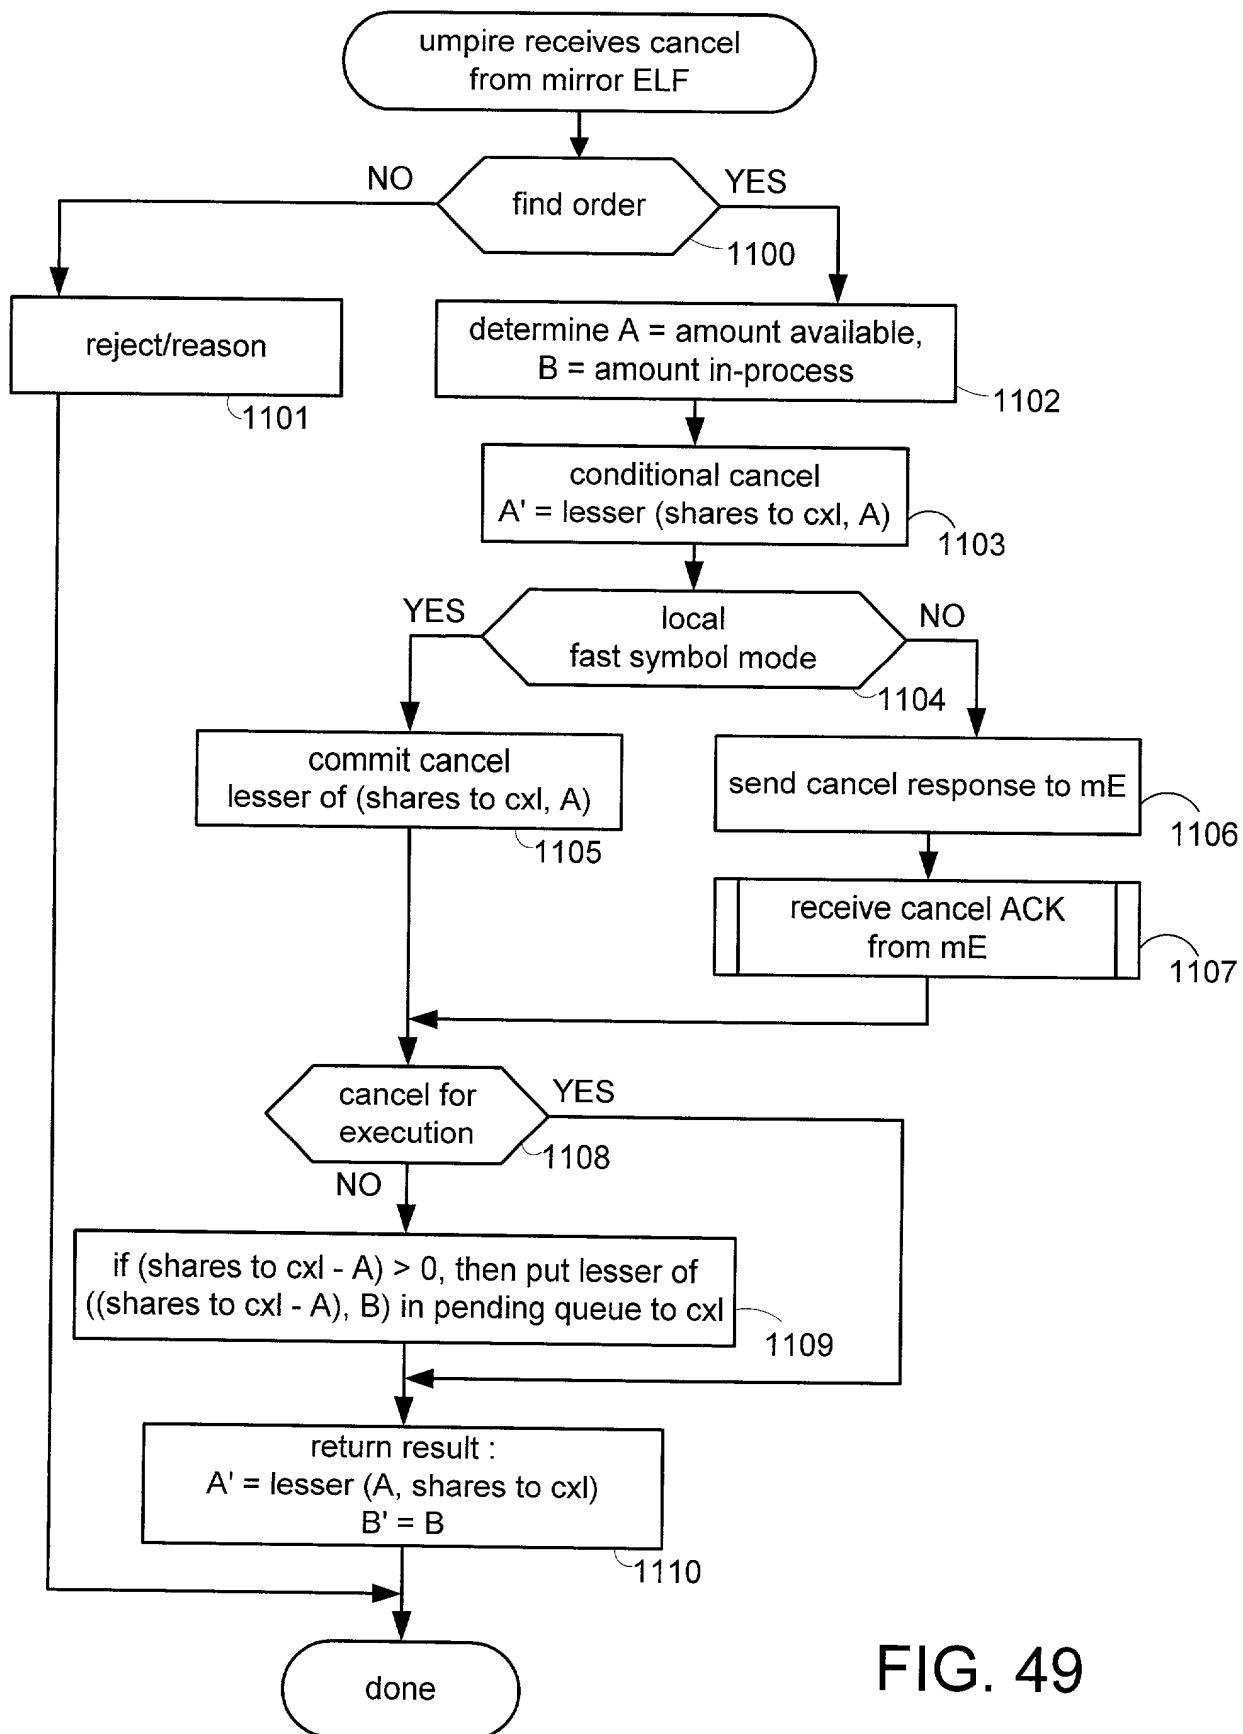 umpire receives cancel
from mirror ELF
NO
YES
find order
1100
reject/reason
1101
determine A = amount available,
B = amount in-process
1102
conditional cancel
A' = lesser (shares to cxl, A)
1103
YES
NO
local
fast symbol mode
1104
commit cancel
lesser of (shares to cxl, A)
1105
send cancel response to mE
1106
receive cancel ACK
from mE
1107
cancel for
execution
YES
1108
NO
if (shares to cxl - A) > 0, then put lesser of
((shares to cxl - A), B) in pending queue to cxl
1109
return result :
A' = lesser (A, shares to cxl)
B' = B
1110
done
FIG. 49